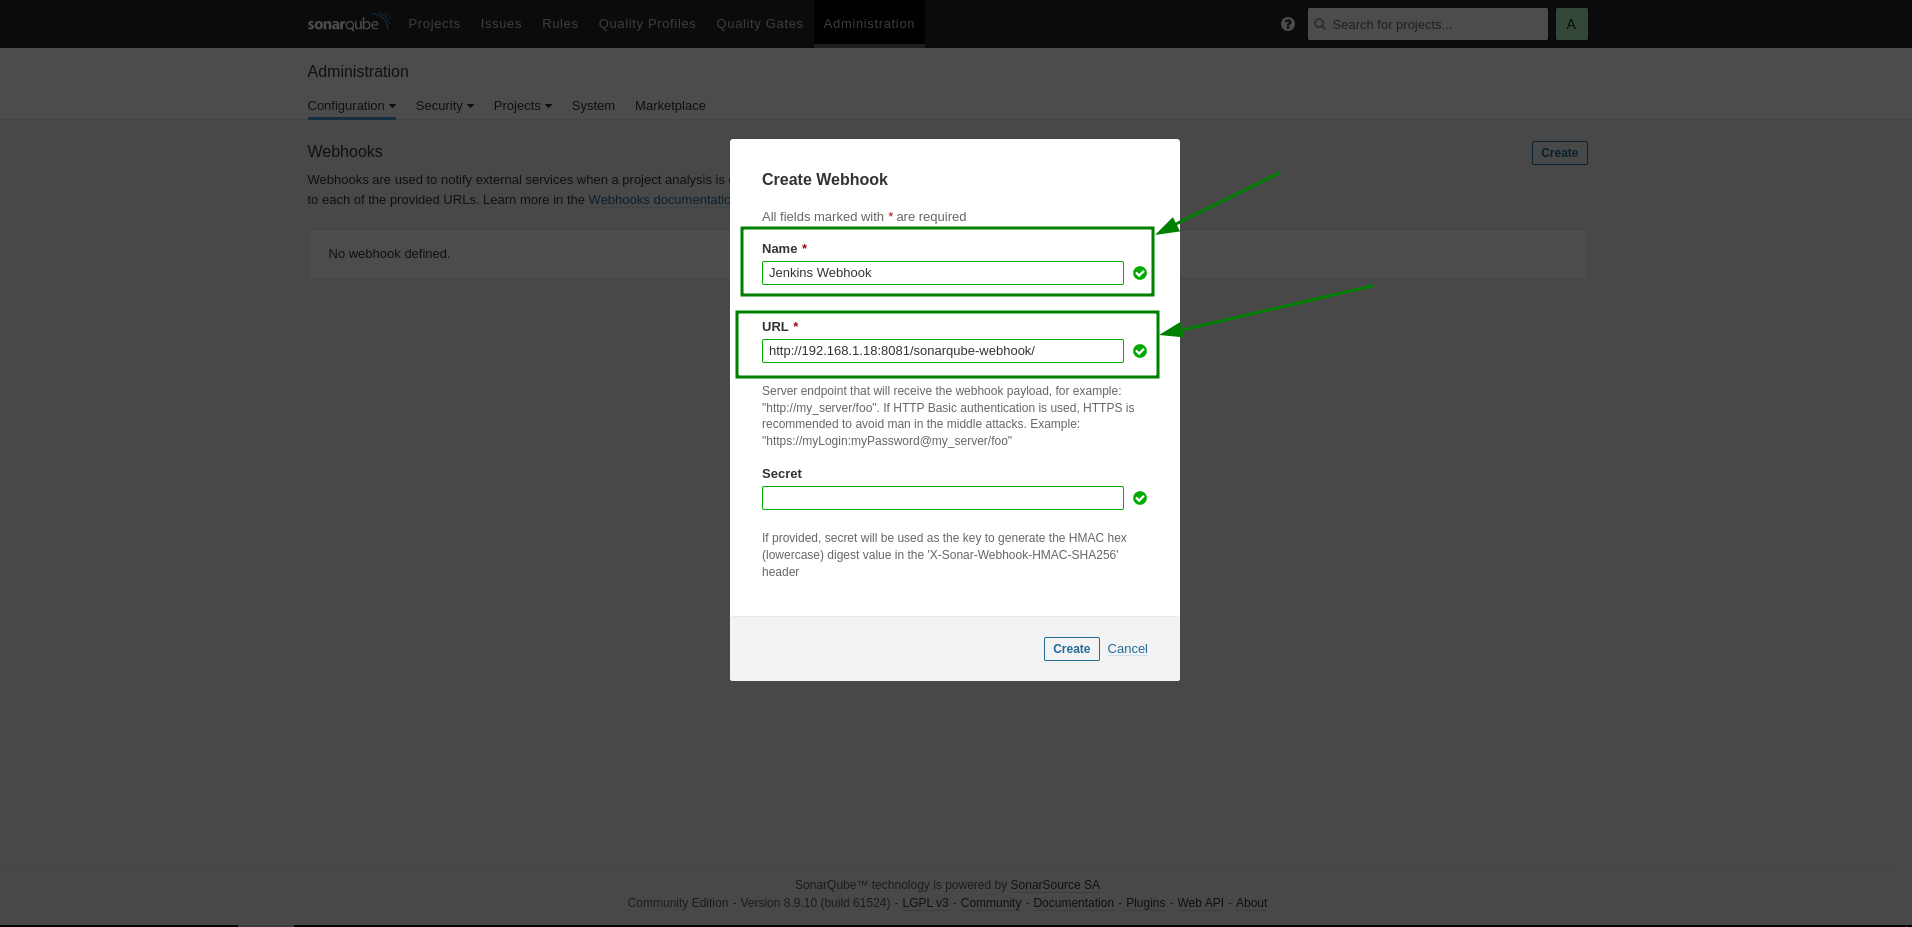 sonarqube Projects Issues Rules Quality Profiles Quality Gates Administration ? Search for projects... A
Administration
Configuration Security Projects System Marketplace
Webhooks
Create
Webhooks are used to notify external services when a project analysis is
to each of the provided URLs. Learn more in the Webhooks
No webhook defined.
Create Webhook
All fields marked with * are required
Name *
Jenkins Webhook
URL *
http://192.168.1.18:8081/sonarqube-webhook/
Server endpoint that will receive the webhook payload, for example:
"http://my_server/foo". If HTTP Basic authentication is used, HTTPS is
recommended to avoid man in the middle attacks. Example:
"https://myLogin:myPassword@my_server/foo"
Secret
If provided, secret will be used as the key to generate the HMAC hex
(lowercase) digest value in the 'X-Sonar-Webhook-HMAC-SHA256'
header
Create Cancel
SonarQube™ technology is powered by SonarSource SA
Community Edition - Version 8.9.10 (build 61524) - LGPL v3 - Community - Documentation - Plugins - Web API - About